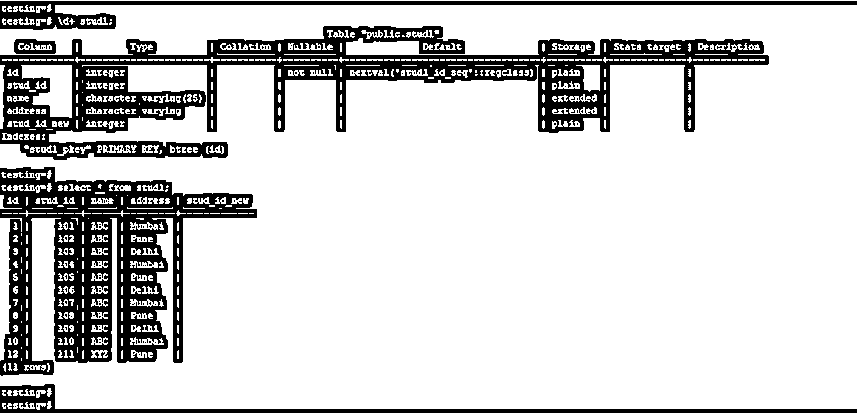 testing=#
testing=# \d+ stud1;
Table "public.stud1"
Column | Type | Collation | Nullable | Default | Storage | Stats target | Description
id | integer | | not null | nextval('stud1_id_seq'::regclass) | plain | |
stud_id | integer | | | | plain | |
name | character varying(25) | | | | extended | |
address | character varying | | | | extended | |
stud_id_new | integer | | | | plain | |
Indexes:
"stud1_pkey" PRIMARY KEY, btree (id)
testing=#
testing=# select * from stud1;
id | stud_id | name | address | stud_id_new
1 | 101 | ABC | Mumbai |
2 | 102 | ABC | Pune |
3 | 103 | ABC | Delhi |
4 | 104 | ABC | Mumbai |
5 | 105 | ABC | Pune |
6 | 106 | ABC | Delhi |
7 | 107 | ABC | Mumbai |
8 | 108 | ABC | Pune |
9 | 109 | ABC | Delhi |
10 | 110 | ABC | Mumbai |
12 | 111 | XYZ | Pune |
(11 rows)
testing=#
testing=#